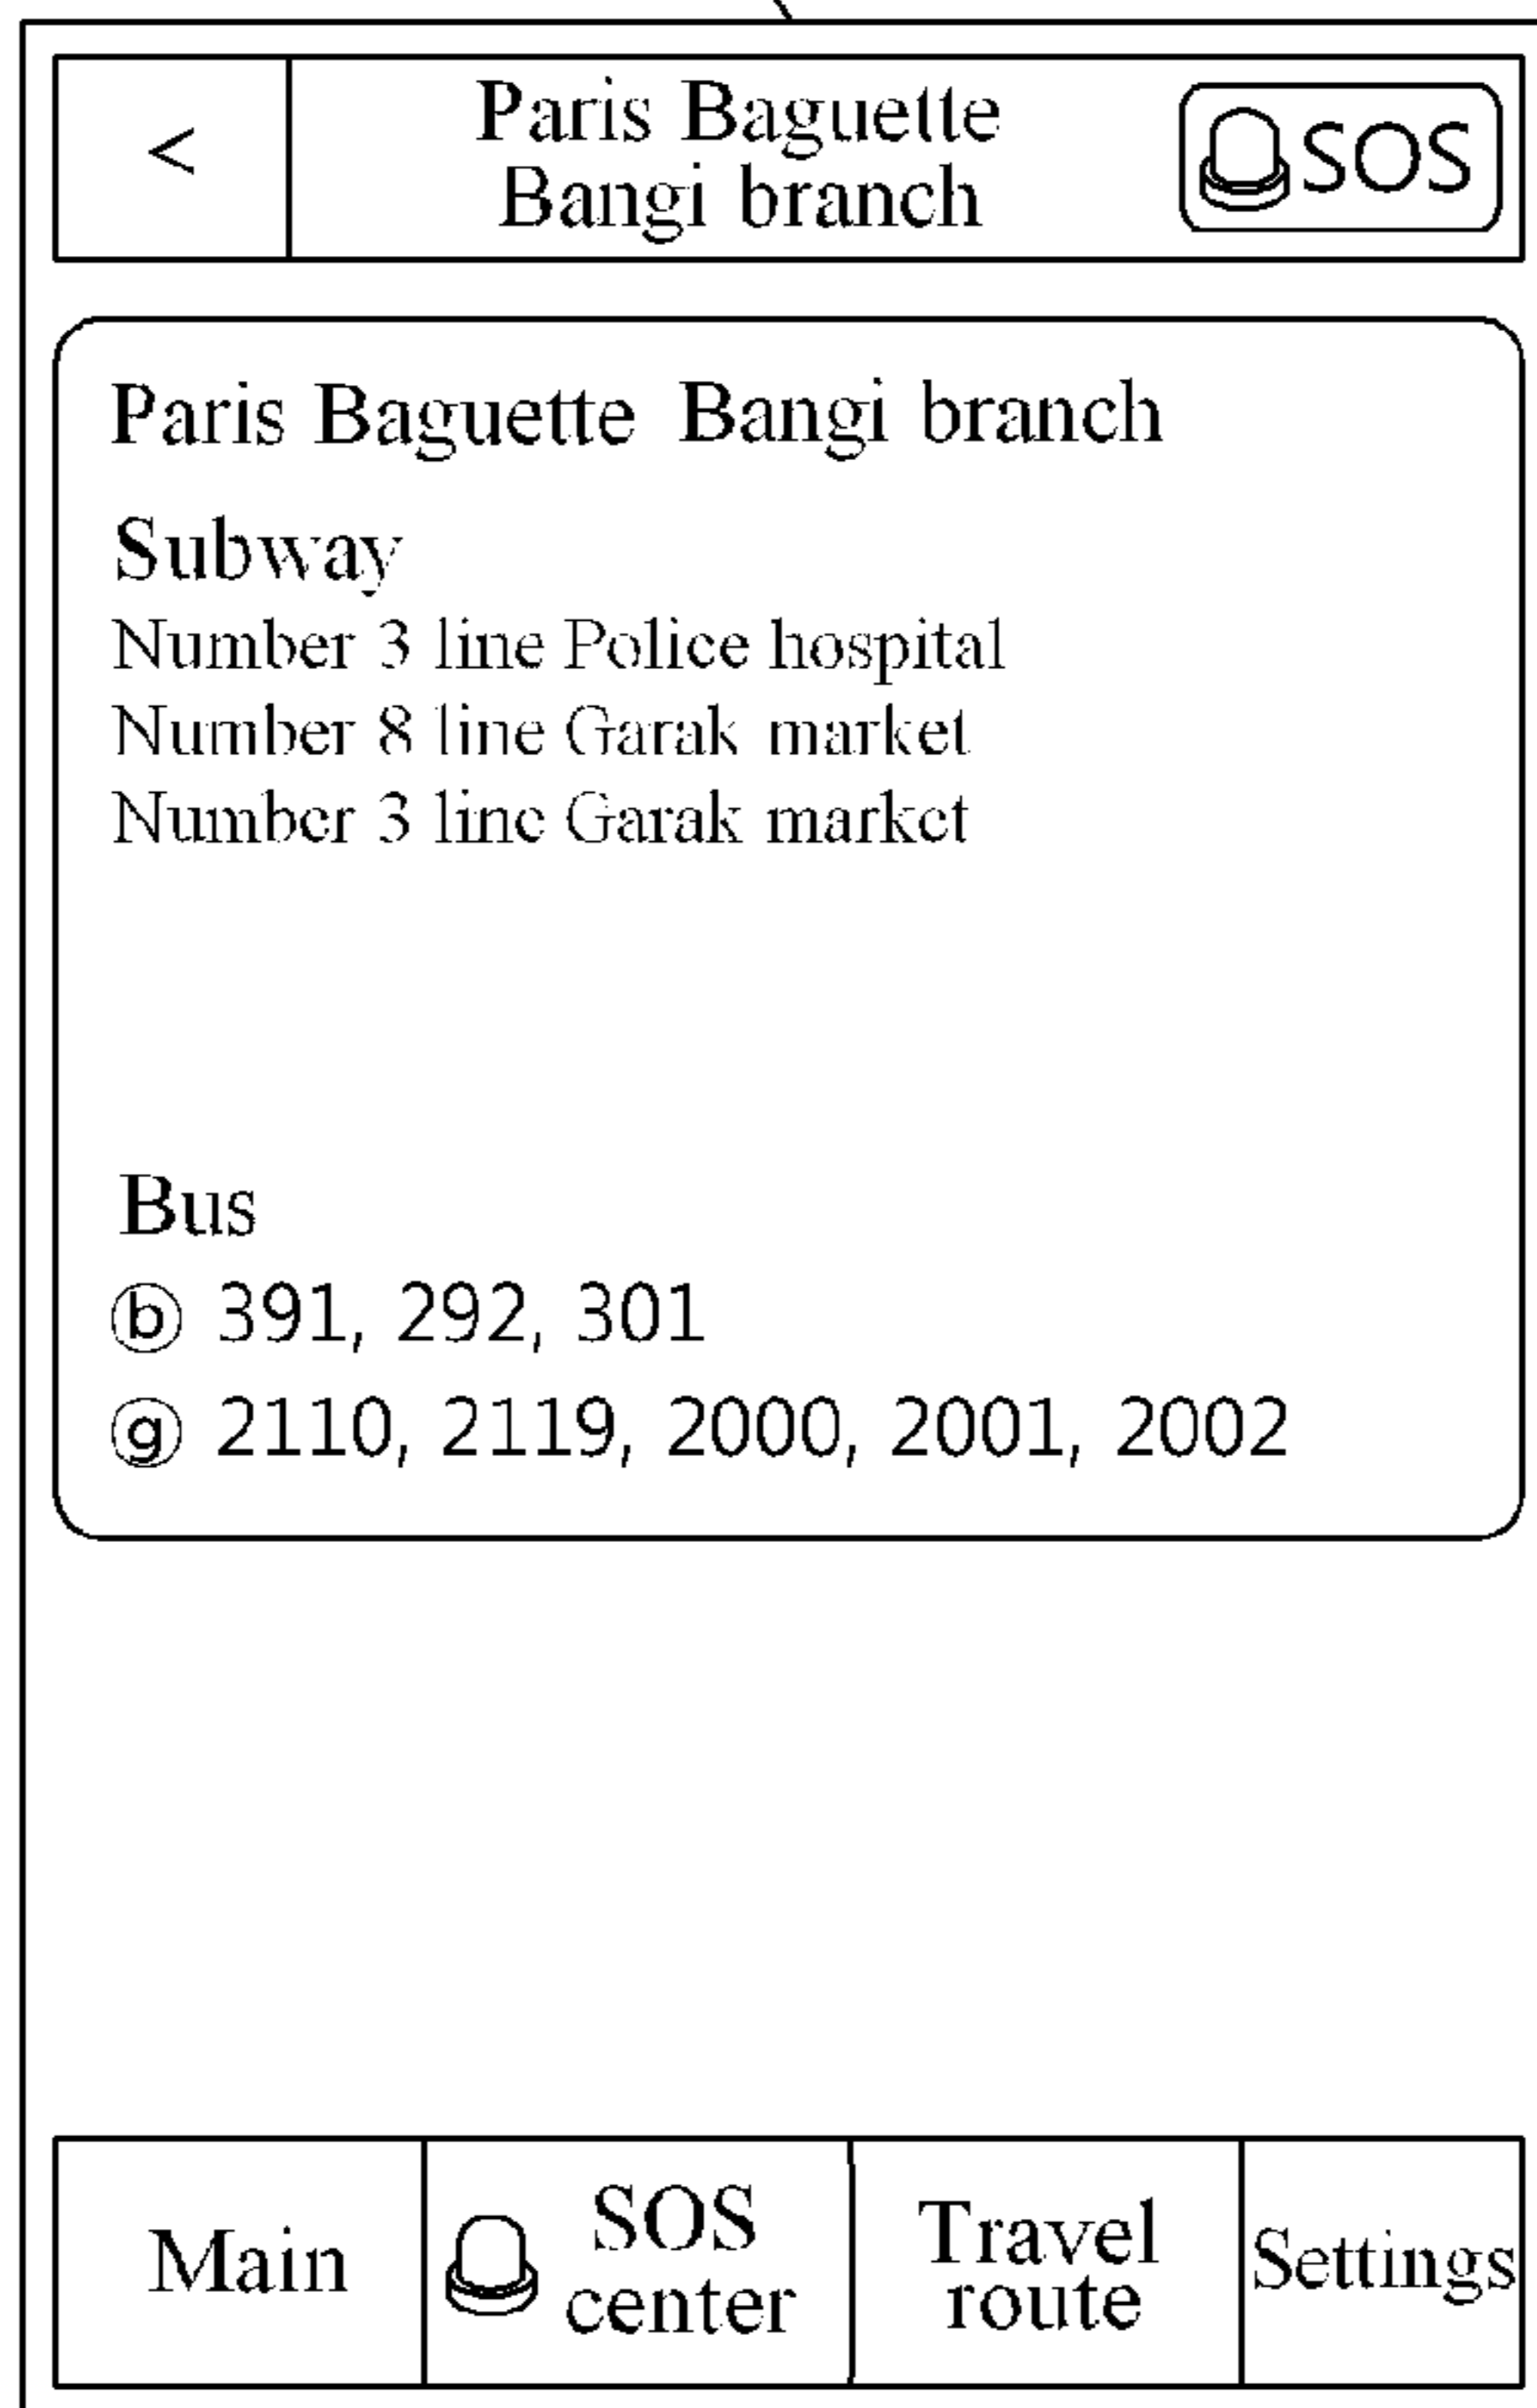 <
Paris Baguette
Bangi branch
SOS
Paris Baguette Bangi branch
Subway
Number 3 line Police hospital
Number 8 line Garak market
Number 3 line Garak market
Bus
ⓑ 391, 292, 301
ⓖ 2110, 2119, 2000, 2001, 2002
Main
SOS
center
Travel
route
Settings